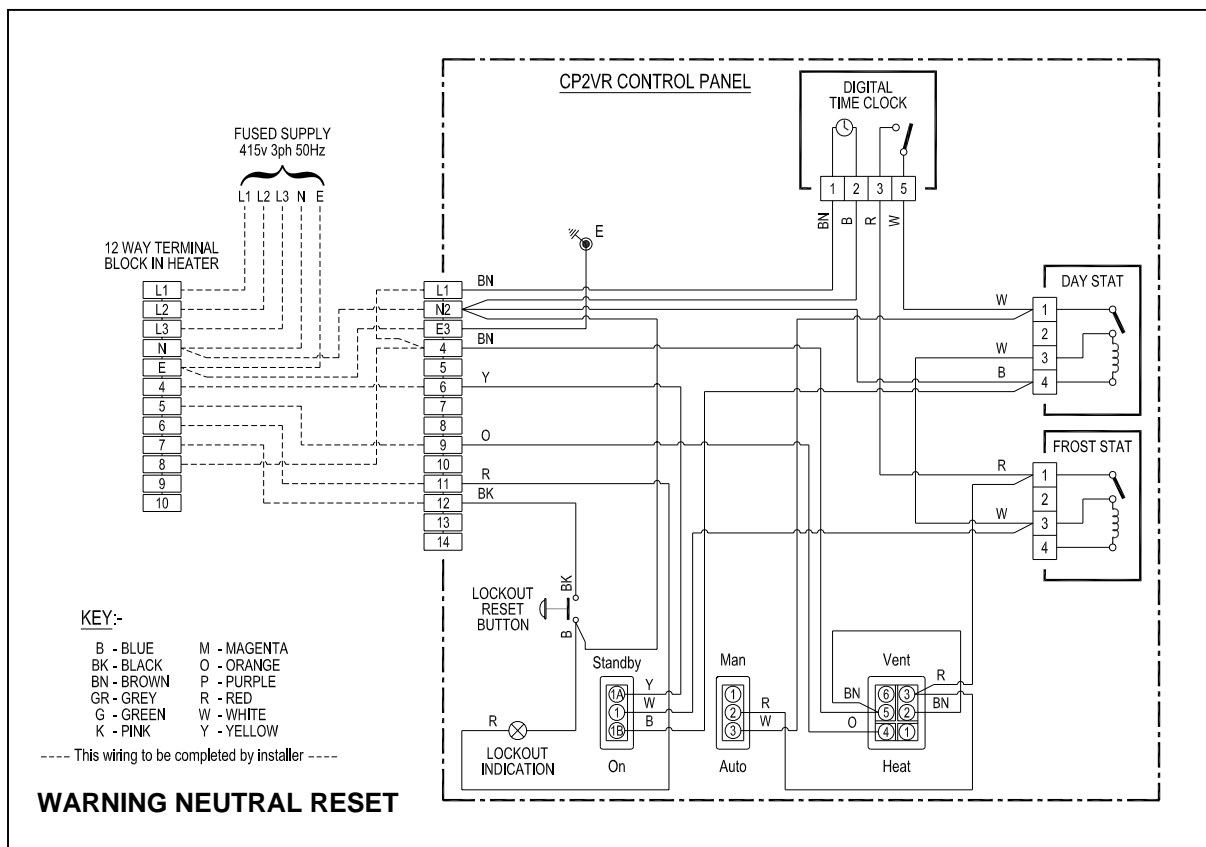 CP2VR CONTROL PANEL
DIGITAL
TIME CLOCK
1 2 3 5
BN B R W
FUSED SUPPLY
415v 3ph 50Hz
L1 L2 L3 N E
12 WAY TERMINAL
BLOCK IN HEATER
L1
L2
L3
N
E
4
5
6
7
8
9
10
E
L1 BN
N2
E3
4 BN
5
6 Y
7
8
9 O
10
11 R
12 BK
13
14
DAY STAT
W 1
2
W 3
B 4
FROST STAT
R 1
2
W 3
4
LOCKOUT
RESET
BUTTON
BK
B
R
LOCKOUT
INDICATION
Standby
1A Y
1 W
1B B
On
Man
1
2 R
3 W
Auto
Vent
BN 6 3 R
5 2 BN
O 4 1
Heat
KEY:-
B - BLUE M - MAGENTA
BK - BLACK O - ORANGE
BN - BROWN P - PURPLE
GR - GREY R - RED
G - GREEN W - WHITE
K - PINK Y - YELLOW
---- This wiring to be completed by installer ----
WARNING NEUTRAL RESET